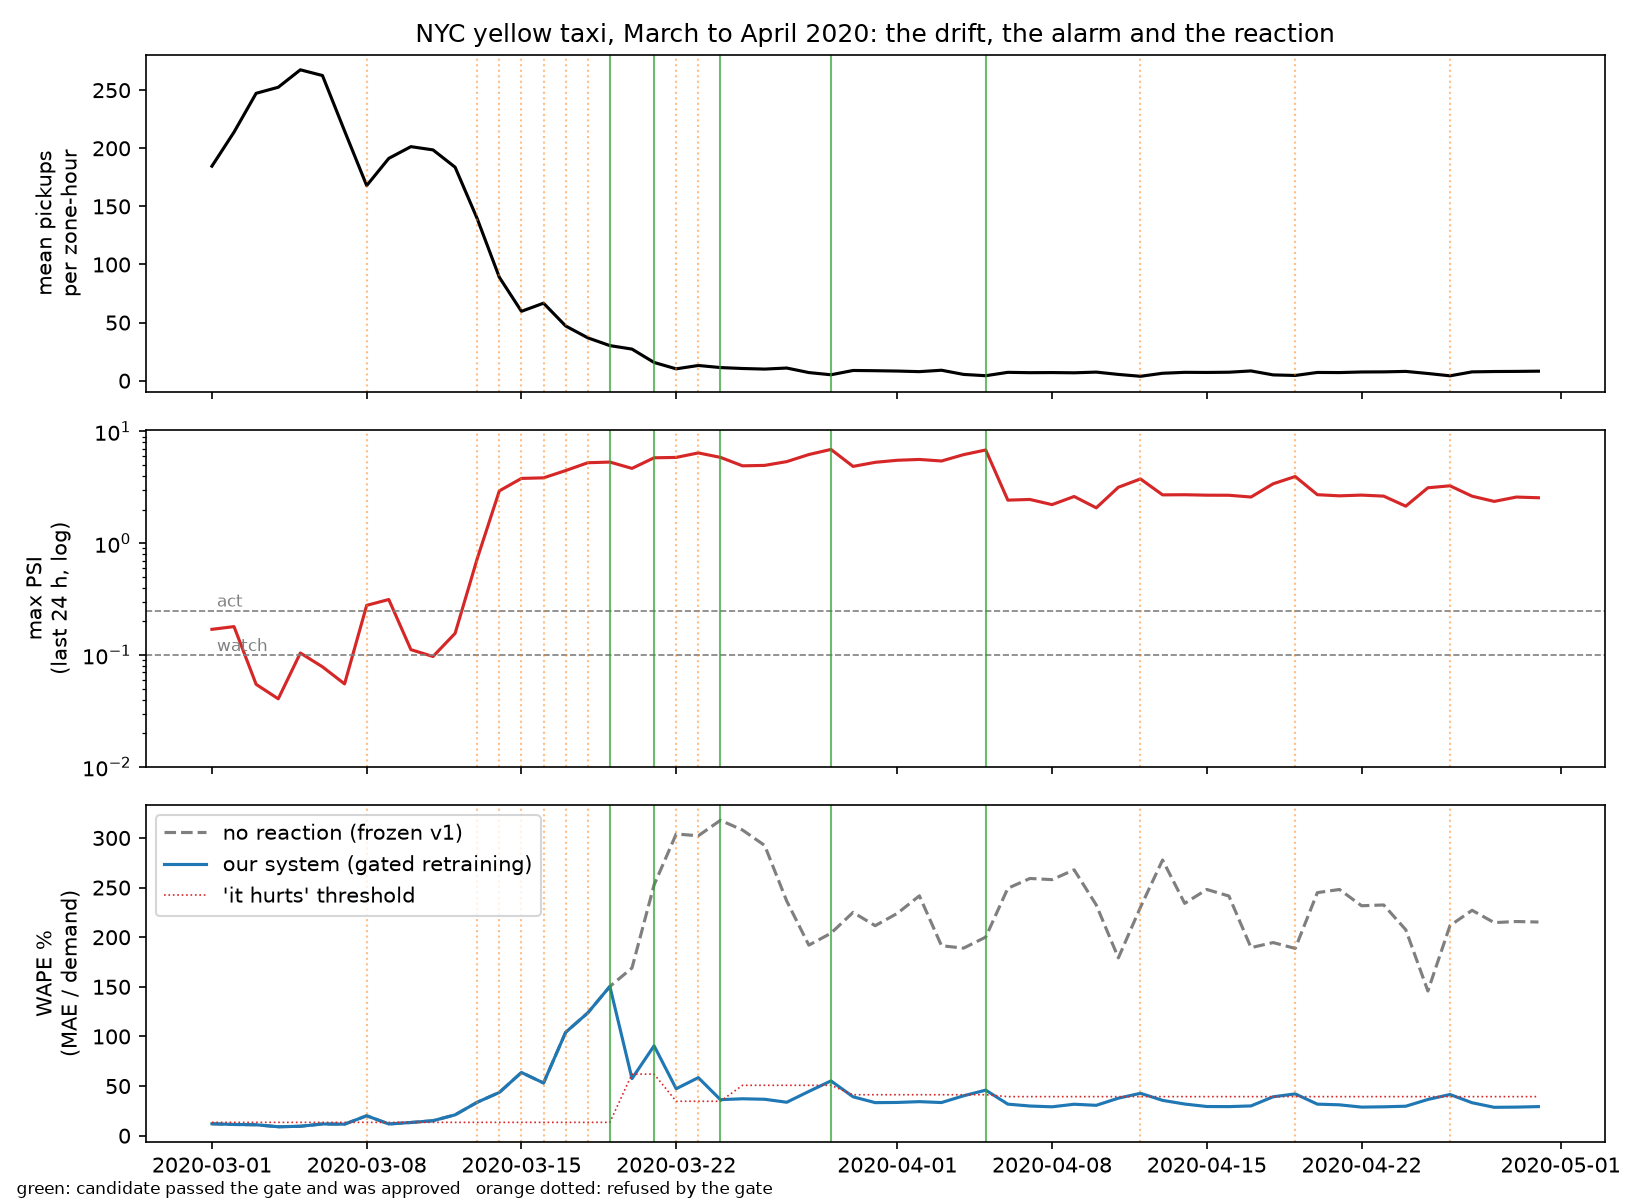 NYC yellow taxi, March to April 2020: the drift, the alarm and the reaction
mean pickups
per zone-hour
250
200
150
100
50
0
max PSI
(last 24 h, log)
10^1
10^0
10^-1
10^-2
act
watch
WAPE %
(MAE / demand)
300
250
200
150
100
50
0
no reaction (frozen v1)
our system (gated retraining)
'it hurts' threshold
2020-03-01 2020-03-08 2020-03-15 2020-03-22 2020-04-01 2020-04-08 2020-04-15 2020-04-22 2020-05-01
green: candidate passed the gate and was approved orange dotted: refused by the gate